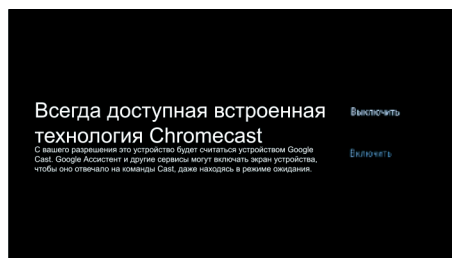 Всегда доступная встроенная
технология Chromecast
С вашего разрешения это устройство будет считаться устройством Google
Cast. Google Ассистент и другие сервисы могут включать экран устройства,
чтобы оно отвечало на команды Cast, даже находясь в режиме ожидания.
Выключить
Включить